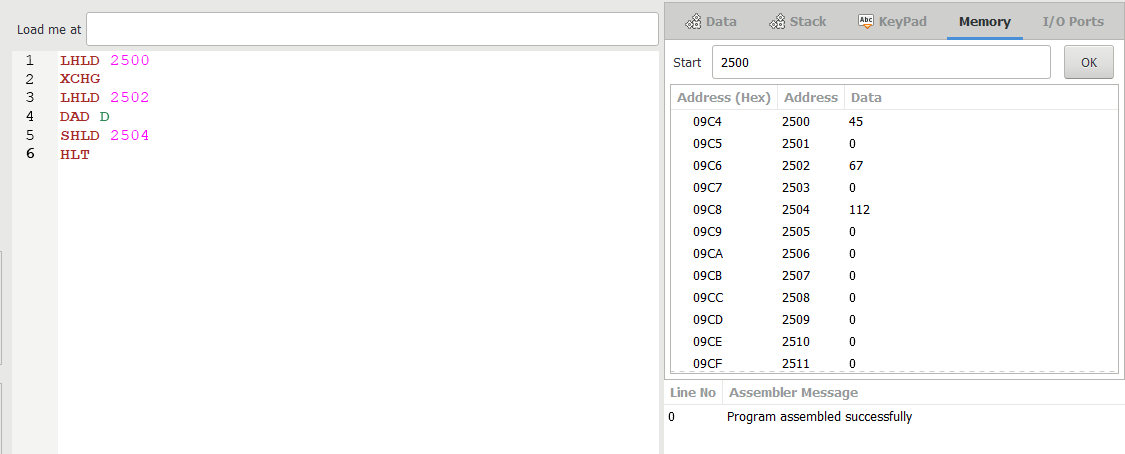 Load me at
1 LHLD 2500
2 XCHG
3 LHLD 2502
4 DAD D
5 SHLD 2504
6 HLT
Data Stack Abc KeyPad Memory I/O Ports
Start 2500 OK
Address (Hex) Address Data
09C4 2500 45
09C5 2501 0
09C6 2502 67
09C7 2503 0
09C8 2504 112
09C9 2505 0
09CA 2506 0
09CB 2507 0
09CC 2508 0
09CD 2509 0
09CE 2510 0
09CF 2511 0
Line No Assembler Message
0 Program assembled successfully